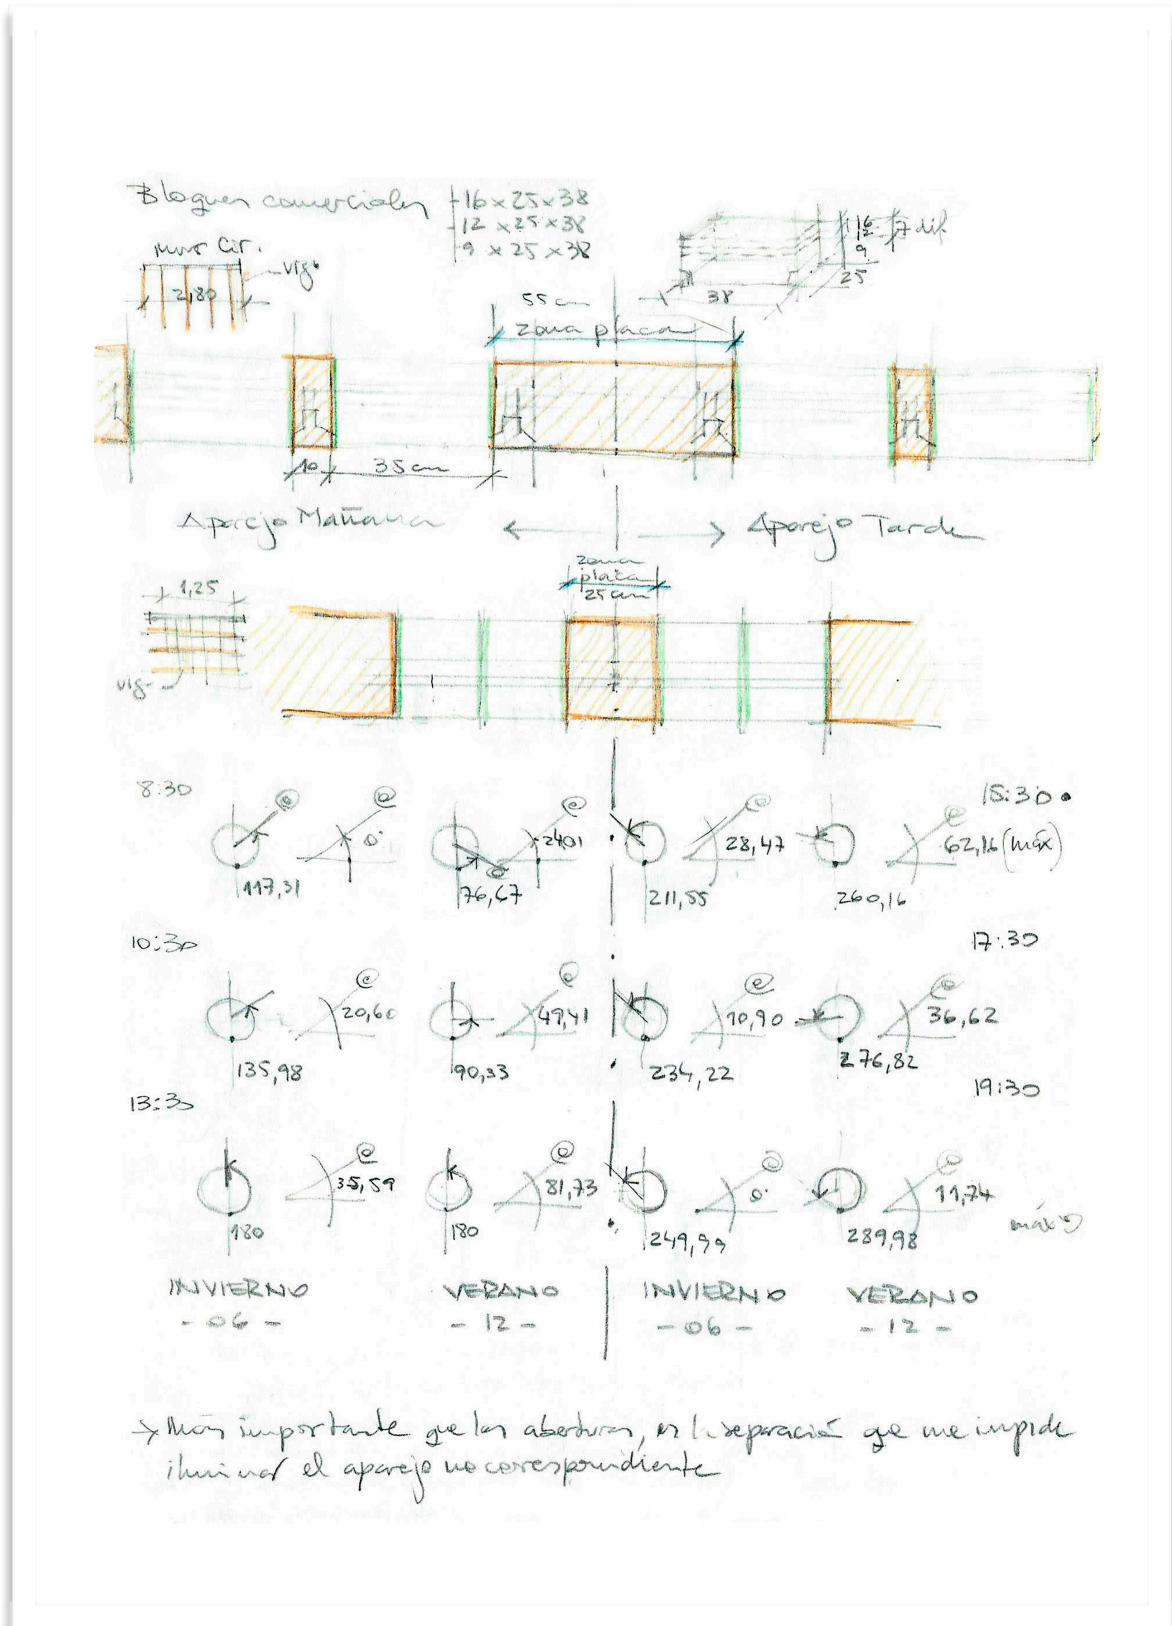 Bloques comerciales
16 x 25 x 38
12 x 25 x 38
9 x 25 x 38
2,80
16
12
9
7 dif.
38
25
55 cm
zona placa
10
35 cm
Aparejo Mañana
Aparejo Tarde
1,25
zona
placa
25 cm
8:30
15:30
117,31
0°
76,67
24,01
211,55
28,47
260,16
62,16 (máx)
10:30
17:30
135,98
20,60
90,33
49,41
234,22
10,90
276,82
36,62
13:30
19:30
180
35,59
180
81,73
249,99
0°
289,98
11,74
INVIERNO
VERANO
INVIERNO
VERANO
- 06 -
- 12 -
- 06 -
- 12 -
→ Más importante que las aberturas, es la separación que me impide
iluminar el aparejo no correspondiente